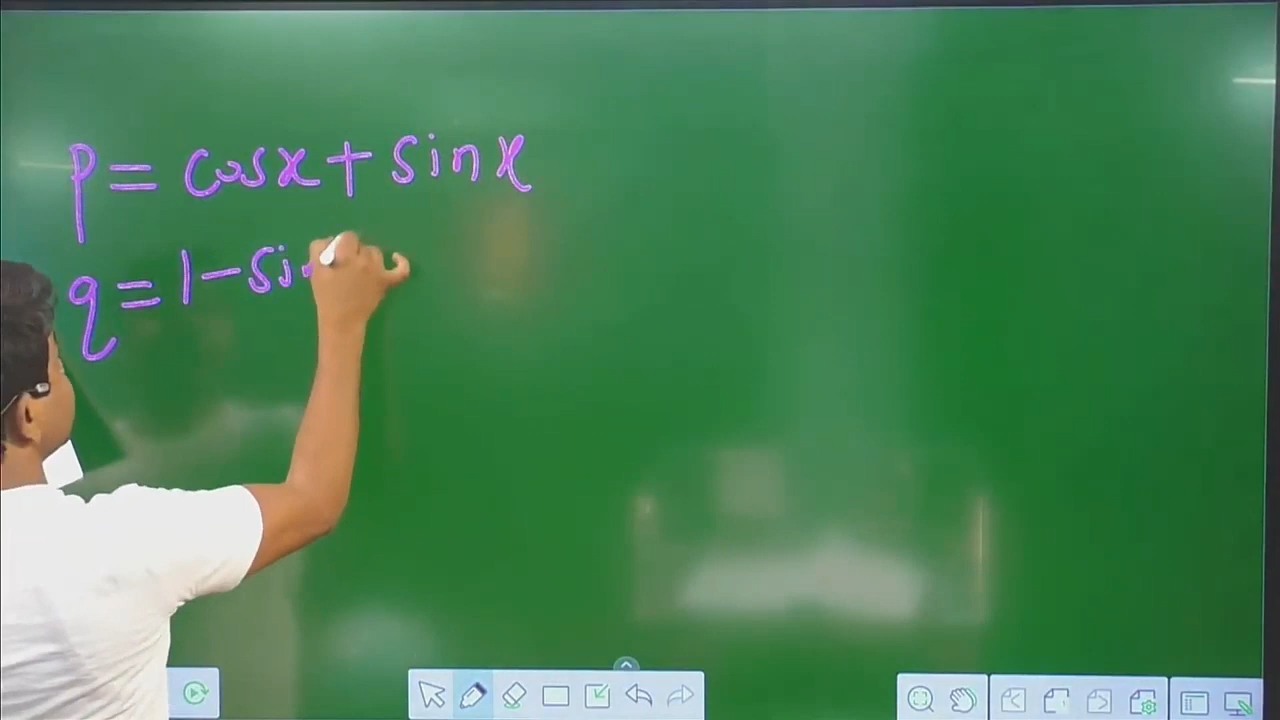 p = cosx + sinx
q = 1 - si